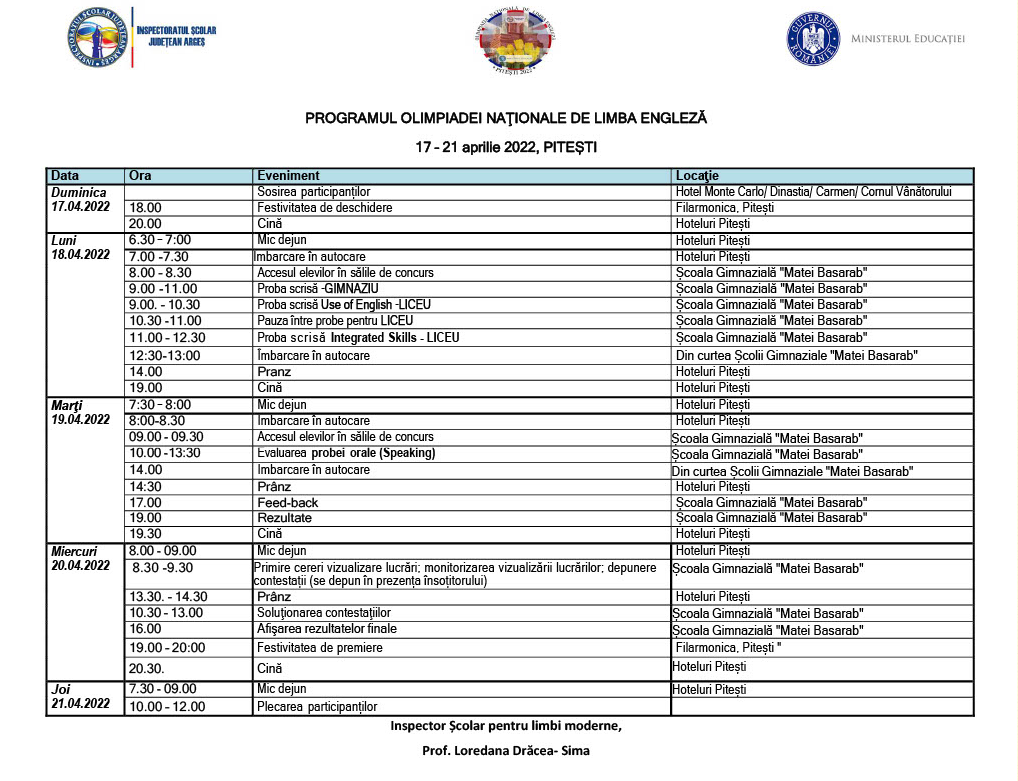 INSPECTORATUL ȘCOLAR
JUDEȚEAN ARGEȘ
GUVERNUL ROMÂNIEI
MINISTERUL EDUCAȚIEI
PROGRAMUL OLIMPIADEI NAŢIONALE DE LIMBA ENGLEZĂ
17 – 21 aprilie 2022, PITEȘTI
Data Ora Eveniment Locaţie
Duminica 17.04.2022 Sosirea participanților Hotel Monte Carlo/ Dinastia/ Carmen/ Cornul Vânătorului
18.00 Festivitatea de deschidere Filarmonica, Pitești
20.00 Cină Hoteluri Pitești
Luni 18.04.2022 6.30 – 7:00 Mic dejun Hoteluri Pitești
7.00 -7.30 Imbarcare în autocare Hoteluri Pitești
8.00 - 8.30 Accesul elevilor în sălile de concurs Școala Gimnazială "Matei Basarab"
9.00 -11.00 Proba scrisă -GIMNAZIU Școala Gimnazială "Matei Basarab"
9.00. - 10.30 Proba scrisă Use of English -LICEU Școala Gimnazială "Matei Basarab"
10.30 -11.00 Pauza între probe pentru LICEU Școala Gimnazială "Matei Basarab"
11.00 - 12.30 Proba scrisă Integrated Skills - LICEU Școala Gimnazială "Matei Basarab"
12:30-13:00 Îmbarcare în autocare Din curtea Școlii Gimnaziale "Matei Basarab"
14.00 Pranz Hoteluri Pitești
19.00 Cină Hoteluri Pitești
Marţi 19.04.2022 7:30 – 8:00 Mic dejun Hoteluri Pitești
8:00-8.30 Imbarcare în autocare Hoteluri Pitești
09.00 - 09.30 Accesul elevilor în sălile de concurs Școala Gimnazială "Matei Basarab"
10.00 -13:30 Evaluarea probei orale (Speaking) Școala Gimnazială "Matei Basarab"
14.00 Imbarcare în autocare Din curtea Școlii Gimnaziale "Matei Basarab"
14:30 Prânz Hoteluri Pitești
17.00 Feed-back Școala Gimnazială "Matei Basarab"
19.00 Rezultate Școala Gimnazială "Matei Basarab"
19.30 Cină Hoteluri Pitești
Miercuri 20.04.2022 8.00 - 09.00 Mic dejun Hoteluri Pitești
8.30 -9.30 Primire cereri vizualizare lucrări; monitorizarea vizualizării lucrărilor; depunere Școala Gimnazială "Matei Basarab"
contestații (se depun în prezența însoțitorului)
13.30. - 14.30 Prânz Hoteluri Pitești
10.30 - 13.00 Soluţionarea contestaţiilor Școala Gimnazială "Matei Basarab"
16.00 Afişarea rezultatelor finale Școala Gimnazială "Matei Basarab"
19.00 – 20:00 Festivitatea de premiere Filarmonica, Pitești "
20.30. Cină Hoteluri Pitești
Joi 21.04.2022 7.30 - 09.00 Mic dejun Hoteluri Pitești
10.00 - 12.00 Plecarea participanților
Inspector Școlar pentru limbi moderne,
Prof. Loredana Drăcea- Sima